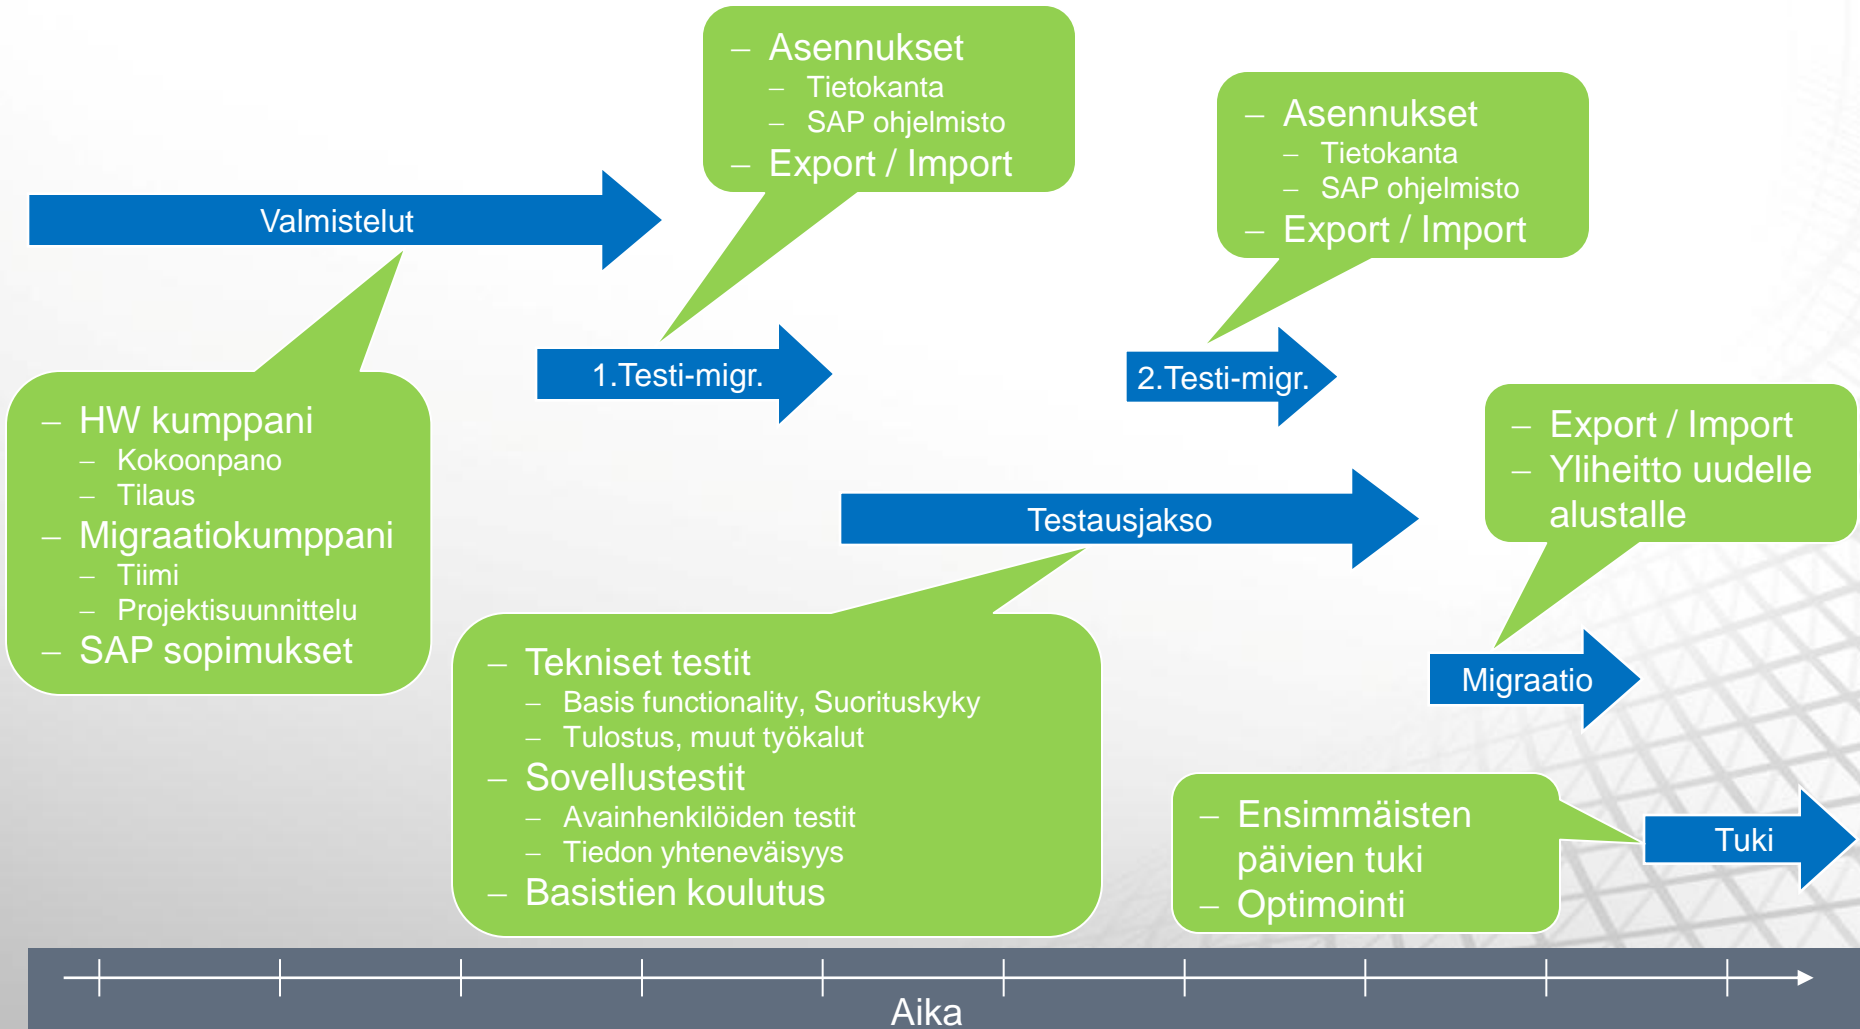 – Asennukset
– Tietokanta
– SAP ohjelmisto
– Export / Import
– Asennukset
– Tietokanta
– SAP ohjelmisto
– Export / Import
Valmistelut
1.Testi-migr.
2.Testi-migr.
– HW kumppani
– Kokoonpano
– Tilaus
– Migraatiokumppani
– Tiimi
– Projektisuunnittelu
– SAP sopimukset
– Export / Import
– Yliheitto uudelle
alustalle
Testausjakso
– Tekniset testit
– Basis functionality, Suorituskyky
– Tulostus, muut työkalut
– Sovellustestit
– Avainhenkilöiden testit
– Tiedon yhteneväisyys
– Basistien koulutus
Migraatio
– Ensimmäisten
päivien tuki
– Optimointi
Tuki
Aika